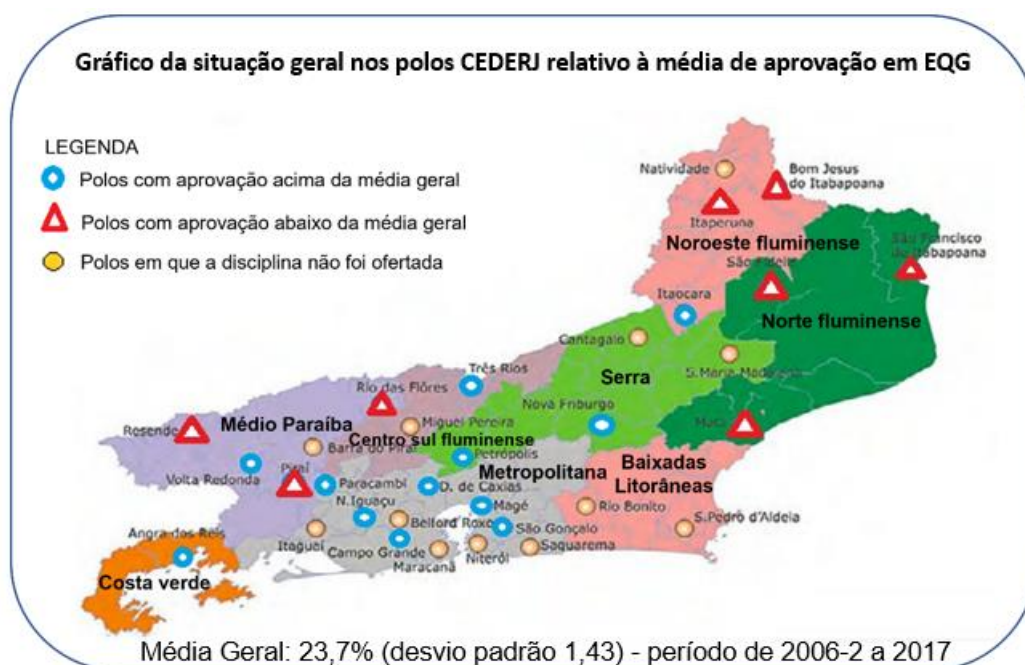 Gráfico da situação geral nos polos CEDERJ relativo à média de aprovação em EQG
LEGENDA
Polos com aprovação acima da média geral
Polos com aprovação abaixo da média geral
Polos em que a disciplina não foi ofertada
Natividade
Bom Jesus
do Itabapoana
Itaperuna
Noroeste fluminense
São Francisco
do Itabapoana
São Fidelis
Itaocara
Norte fluminense
Cantagalo
S. Maria
Serra
Três Rios
Rio das Flôres
Nova Friburgo
Resende
Médio Paraíba
Miguel Pereira
Centro sul fluminense
Barra do Piraí
Petrópolis
Metropolitana
Baixadas
Litorâneas
Volta Redonda
Piraí
Paracambi
D. de Caxias
N.Iguaçu
Magé
Rio Bonito
Belford Roxo
São Gonçalo
S.Pedro d'Aldeia
Angra dos Reis
Itaguei
Campo Grande
Maracanã
Niterói
Saquarema
Costa verde
Média Geral: 23,7% (desvio padrão 1,43) - período de 2006-2 a 2017